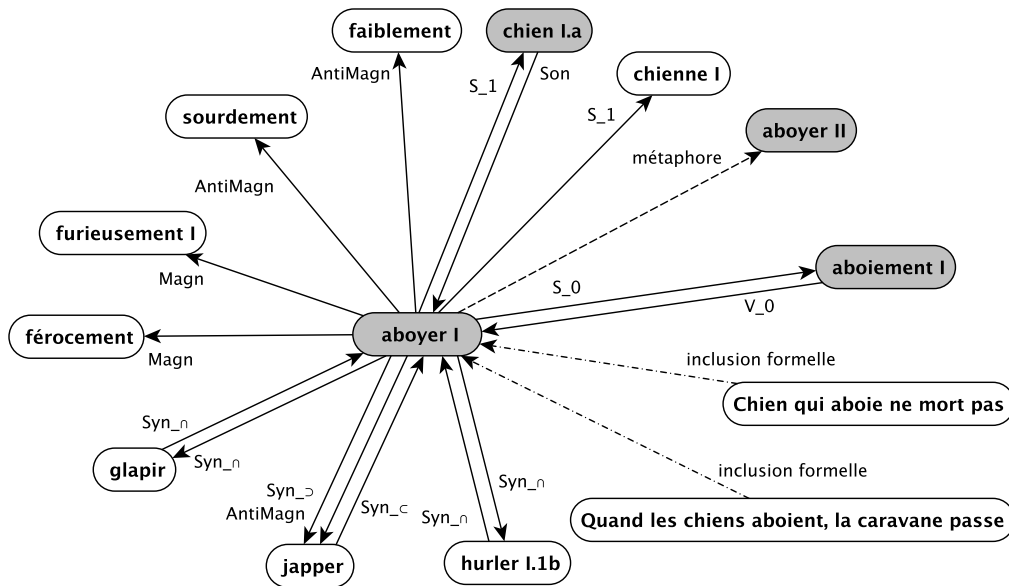 faiblement
chien I.a
AntiMagn
S_1
Son
chienne I
sourdement
S_1
aboyer II
métaphore
AntiMagn
furieusement I
Magn
aboiement I
S_0
V_0
férocement
aboyer I
Magn
inclusion formelle
Chien qui aboie ne mort pas
Syn_∩
glapir
Syn_∩
inclusion formelle
Syn_⊃
AntiMagn
Syn_⊂
Syn_∩
Syn_∩
Quand les chiens aboient, la caravane passe
japper
hurler I.1b